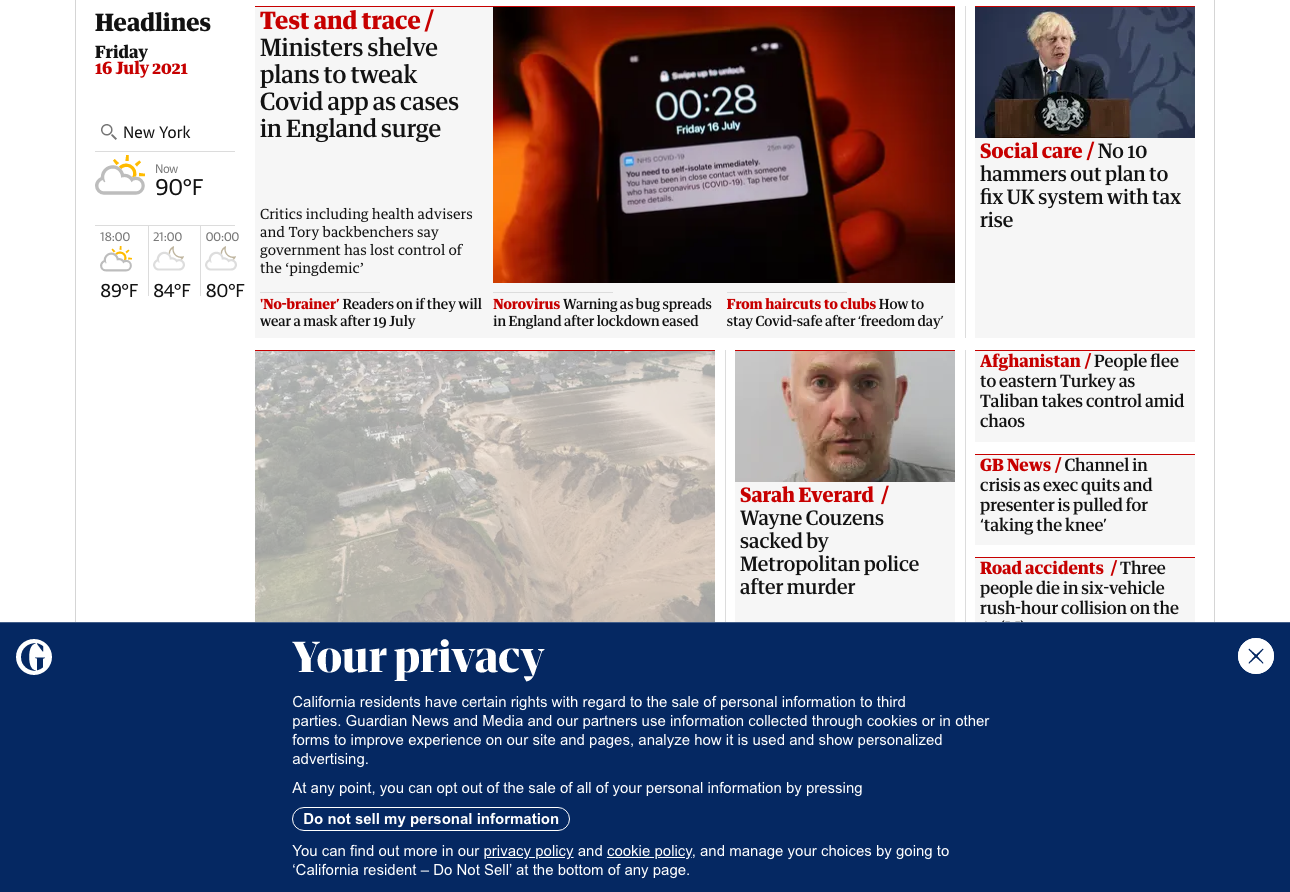 Headlines
Friday
16 July 2021
New York
Now
90°F
18:00
21:00
00:00
89°F
84°F
80°F
Test and trace /
Ministers shelve
plans to tweak
Covid app as cases
in England surge
Critics including health advisers
and Tory backbenchers say
government has lost control of
the ‘pingdemic’
Swipe up to unlock
00:28
Friday 16 July
NHS COVID-19
25m ago
You need to self-isolate immediately.
You have been in close contact with someone
who has coronavirus (COVID-19). Tap here for
more details.
'No-brainer’ Readers on if they will
wear a mask after 19 July
Norovirus Warning as bug spreads
in England after lockdown eased
From haircuts to clubs How to
stay Covid-safe after ‘freedom day’
Social care / No 10
hammers out plan to
fix UK system with tax
rise
Sarah Everard /
Wayne Couzens
sacked by
Metropolitan police
after murder
Afghanistan / People flee
to eastern Turkey as
Taliban takes control amid
chaos
GB News / Channel in
crisis as exec quits and
presenter is pulled for
‘taking the knee’
Road accidents / Three
people die in six-vehicle
rush-hour collision on the
G
Your privacy
California residents have certain rights with regard to the sale of personal information to third
parties. Guardian News and Media and our partners use information collected through cookies or in other
forms to improve experience on our site and pages, analyze how it is used and show personalized
advertising.
At any point, you can opt out of the sale of all of your personal information by pressing
Do not sell my personal information
You can find out more in our privacy policy and cookie policy, and manage your choices by going to
‘California resident – Do Not Sell’ at the bottom of any page.